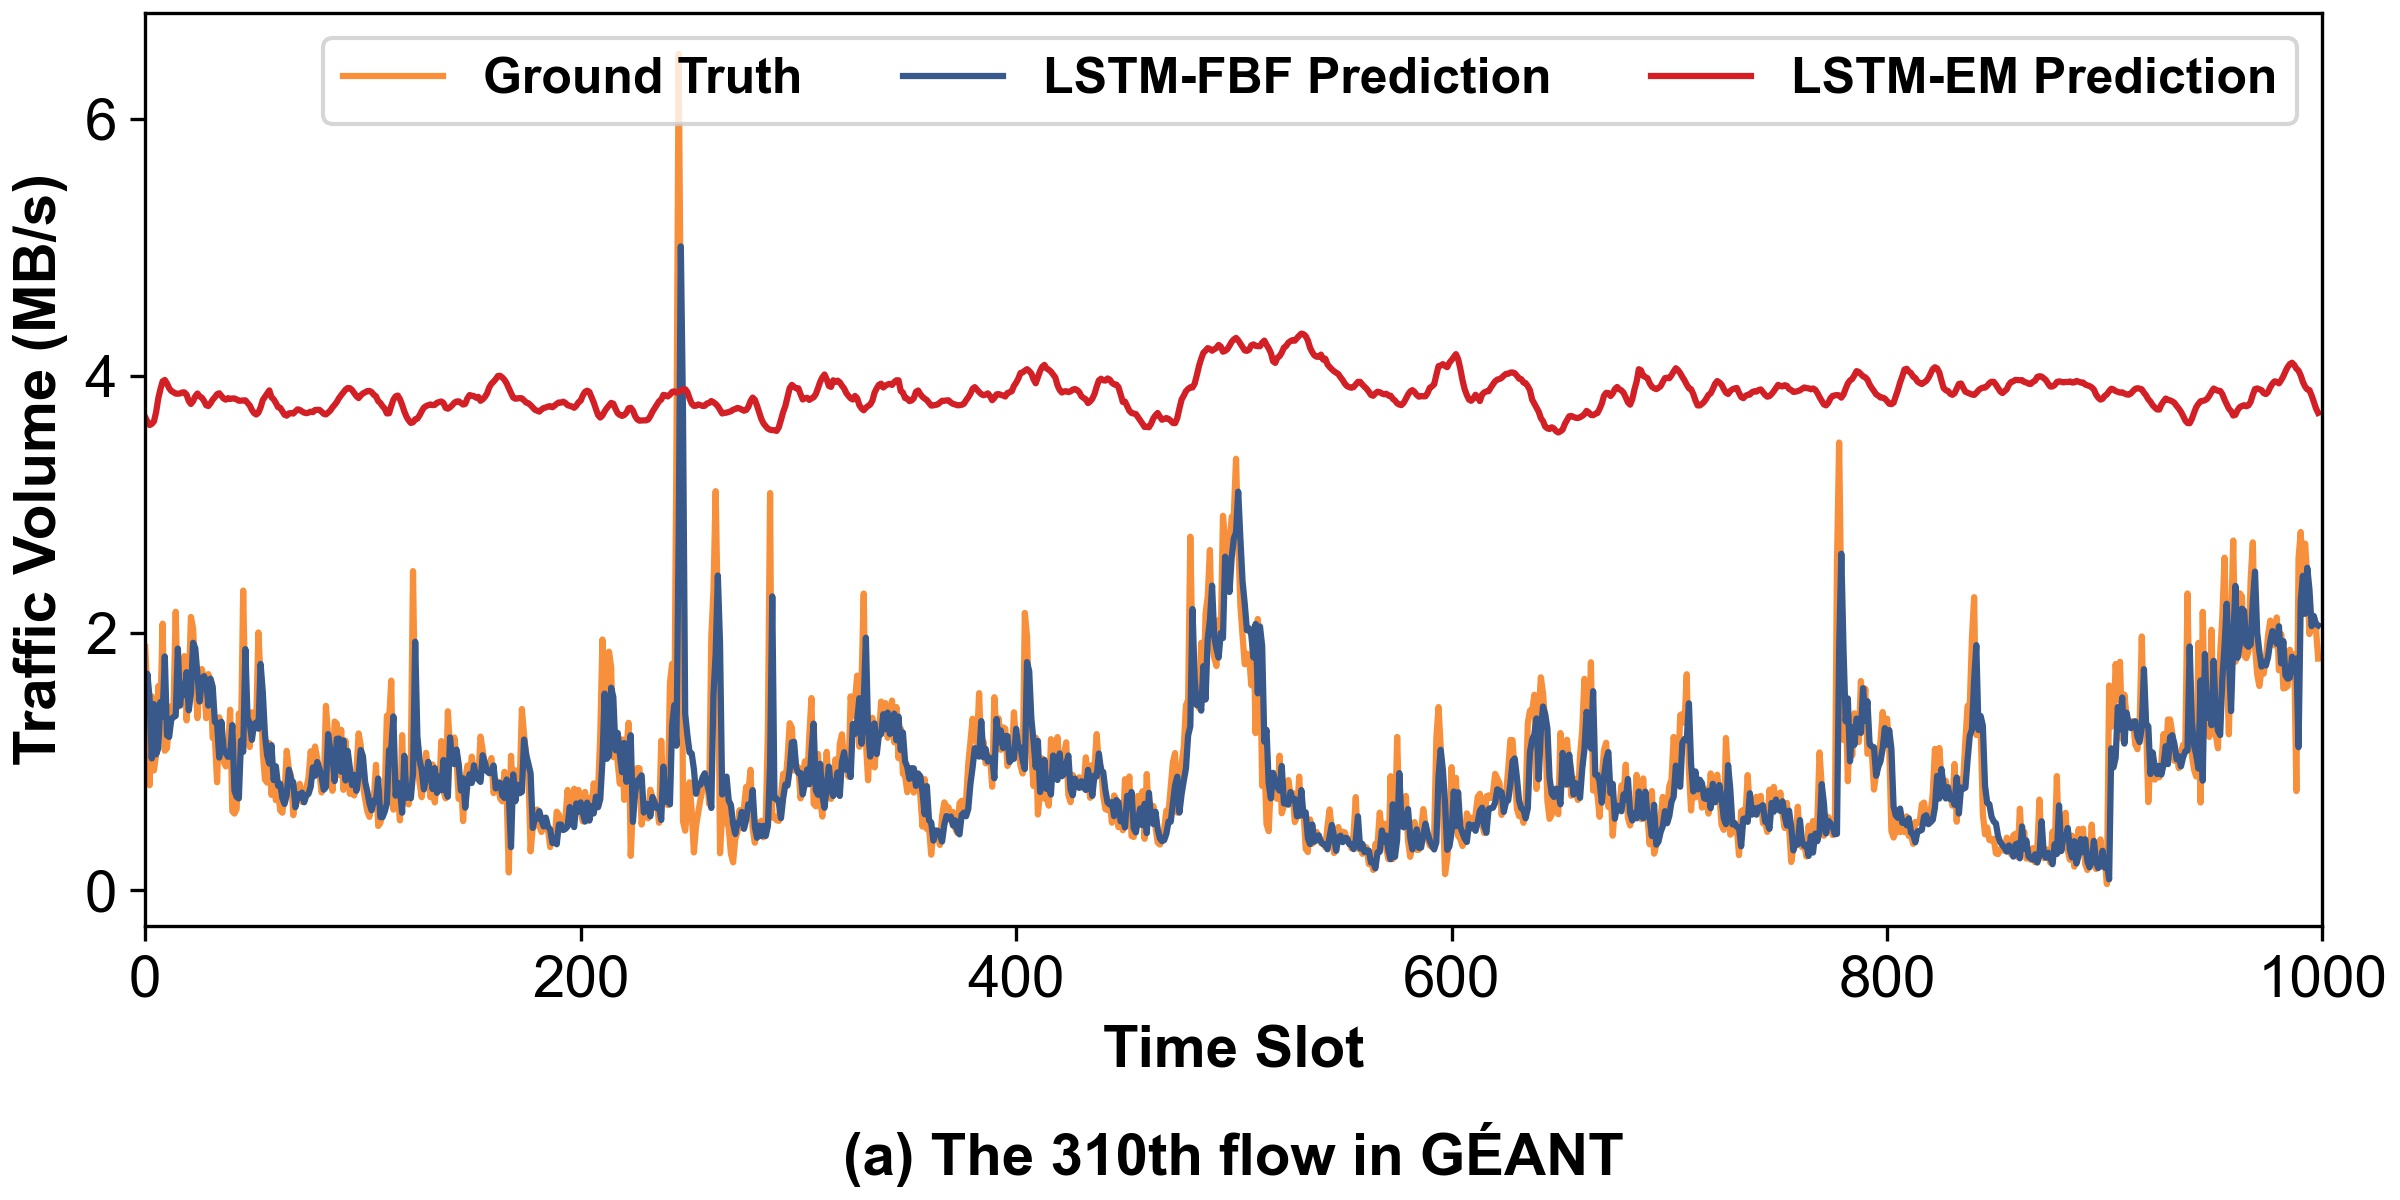 Ground Truth LSTM-FBF Prediction LSTM-EM Prediction
Traffic Volume (MB/s)
6
4
2
0
0 200 400 600 800 1000
Time Slot
(a) The 310th flow in GÉANT